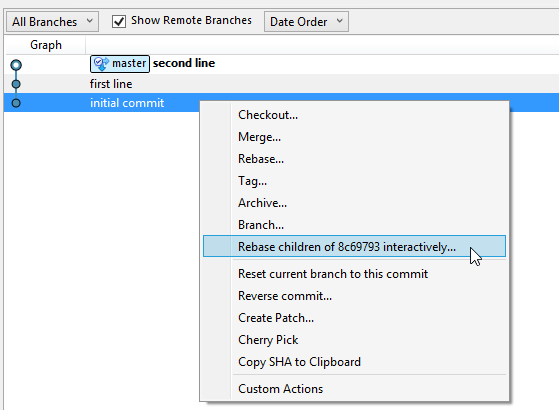 All Branches Show Remote Branches Date Order
Graph
master second line
first line
initial commit
Checkout...
Merge...
Rebase...
Tag...
Archive...
Branch...
Rebase children of 8c69793 interactively...
Reset current branch to this commit
Reverse commit...
Create Patch...
Cherry Pick
Copy SHA to Clipboard
Custom Actions